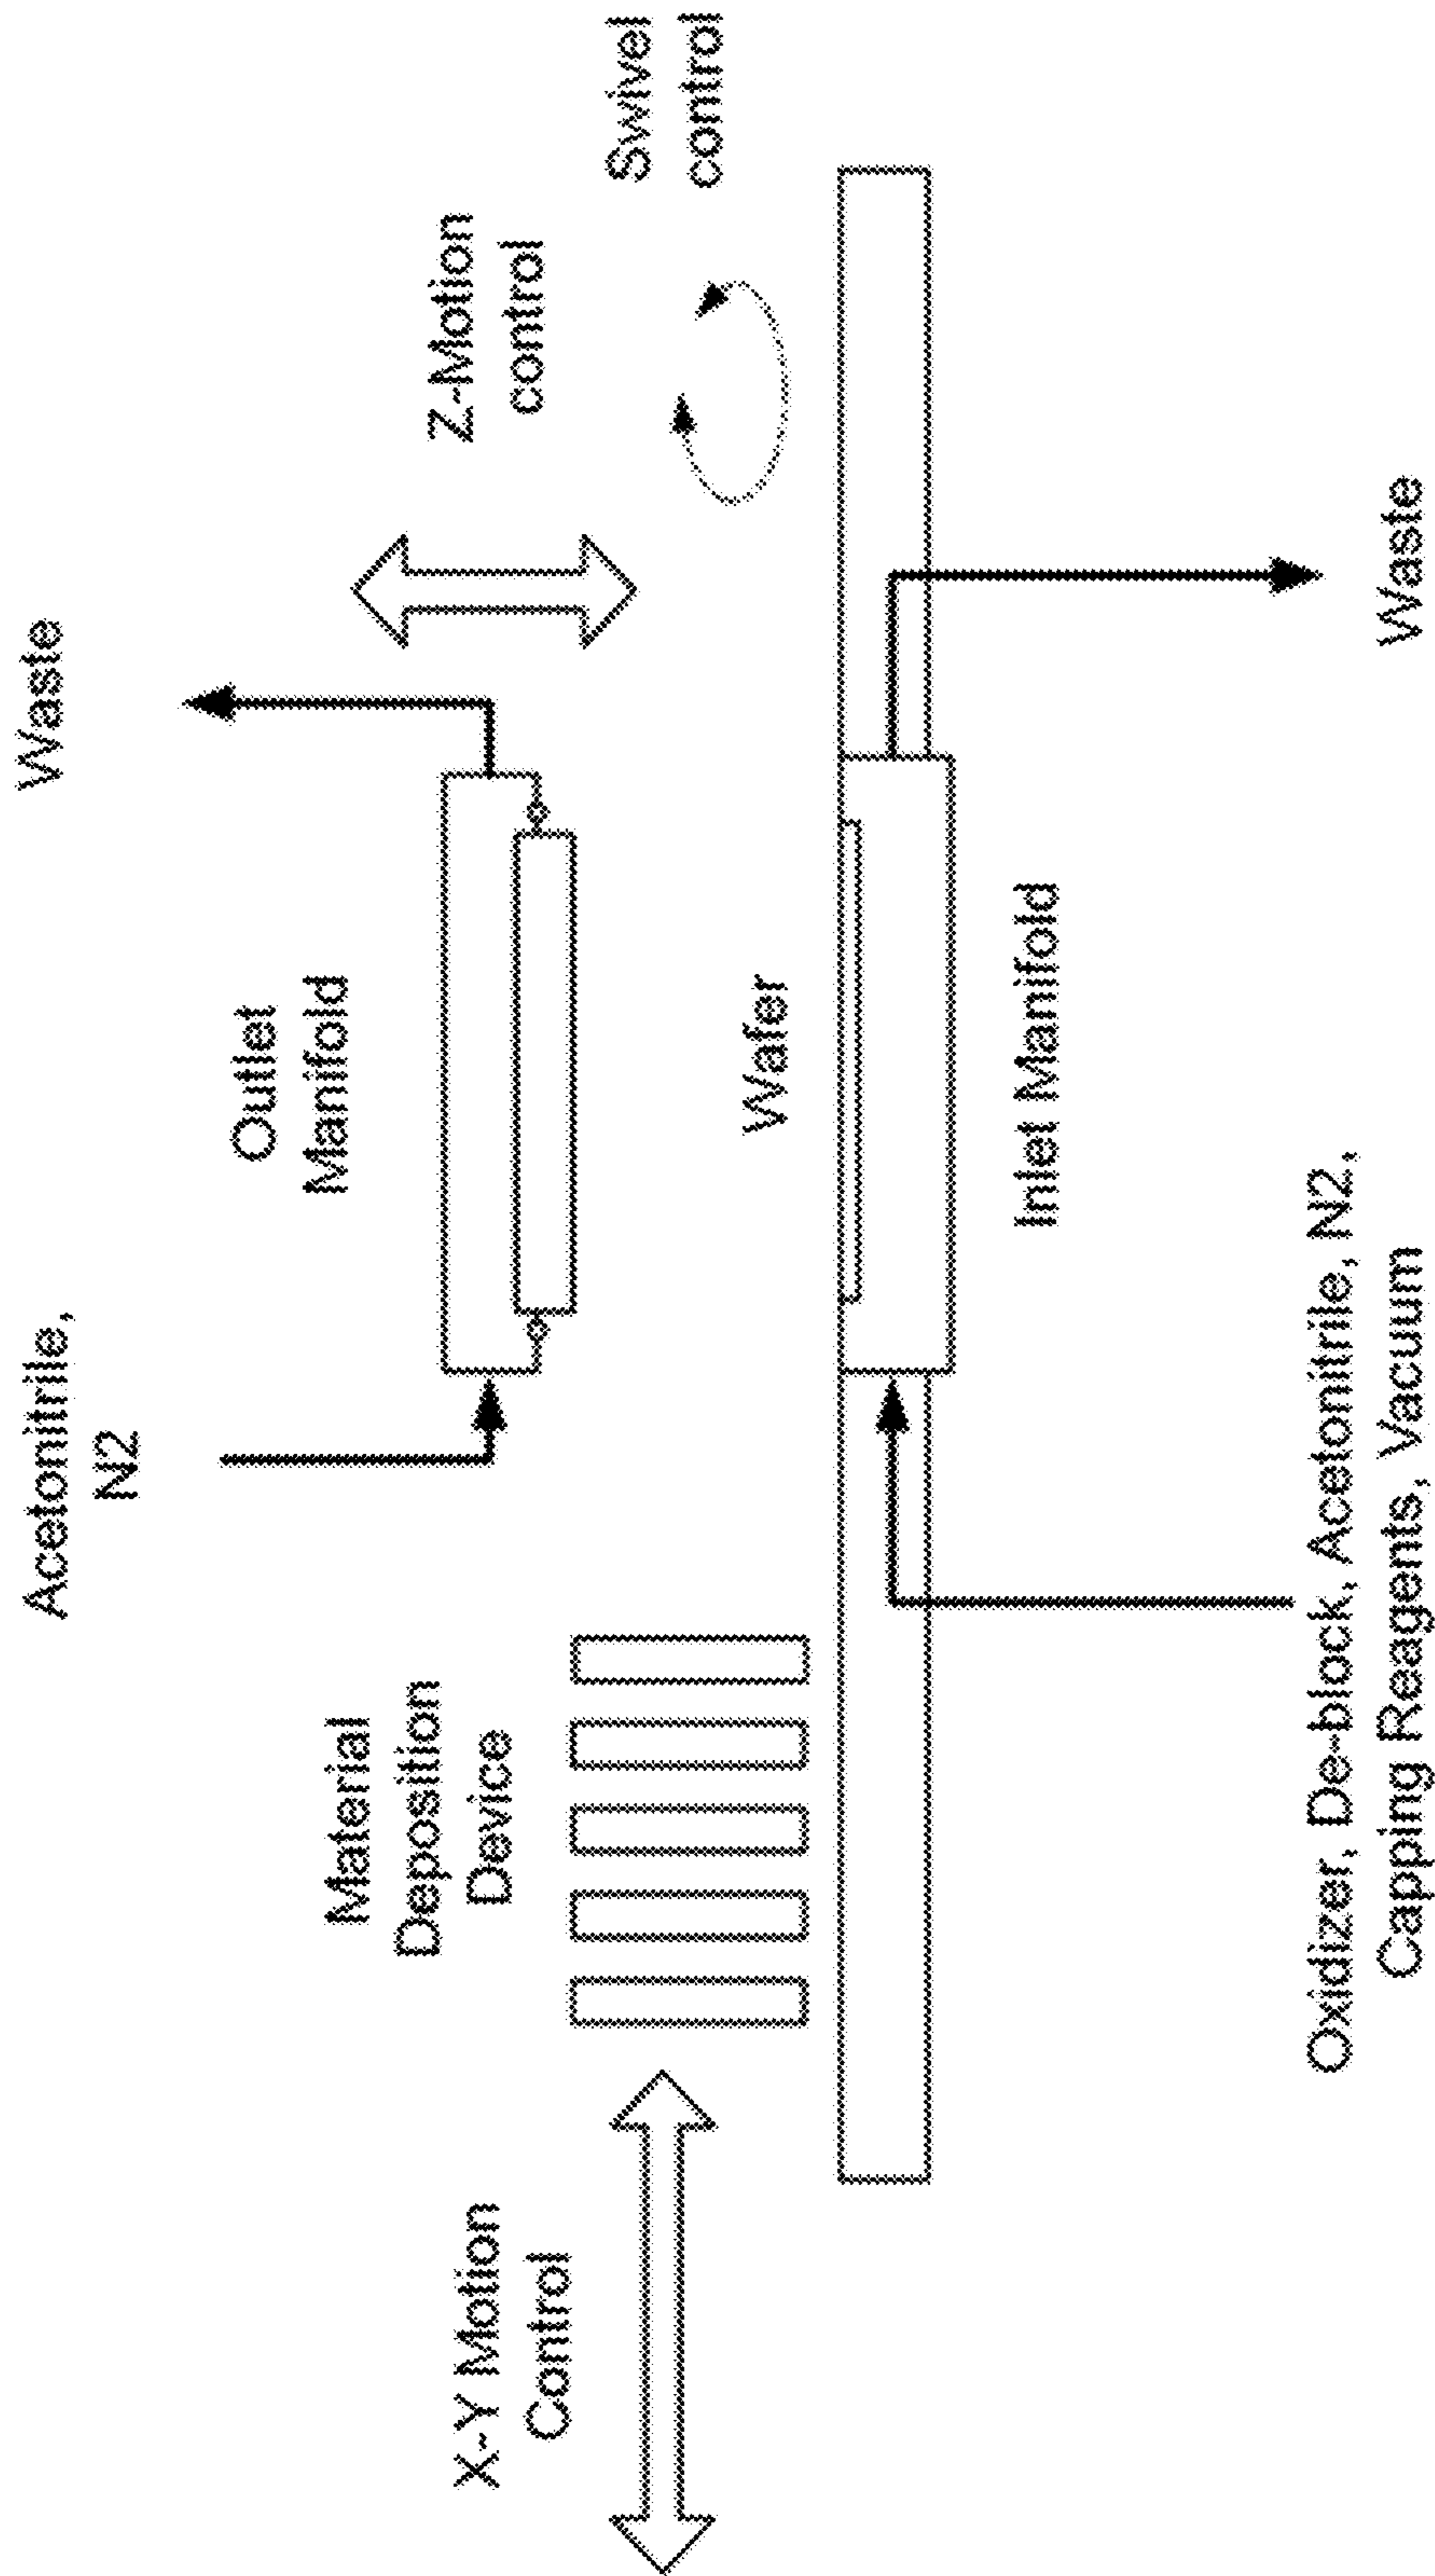 X-Y Motion
Control
Material
Deposition
Device
Acetonitrile,
N2
Outlet
Manifold
Waste
Z-Motion
control
Swivel
control
Wafer
Inlet Manifold
Oxidizer, De-block, Acetonitrile, N2,
Capping Reagents, Vacuum
Waste